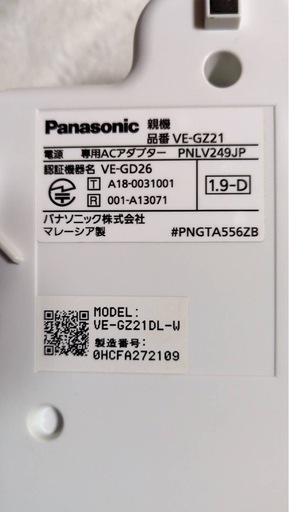 Panasonic 親機
品番 VE-GZ21
電源 専用ACアダプター PNLV249JP
認証機器名 VE-GD26
T A18-0031001
R 001-A13071
1.9-D
パナソニック株式会社
マレーシア製 #PNGTA556ZB
MODEL:
VE-GZ21DL-W
製造番号:
0HCFA272109